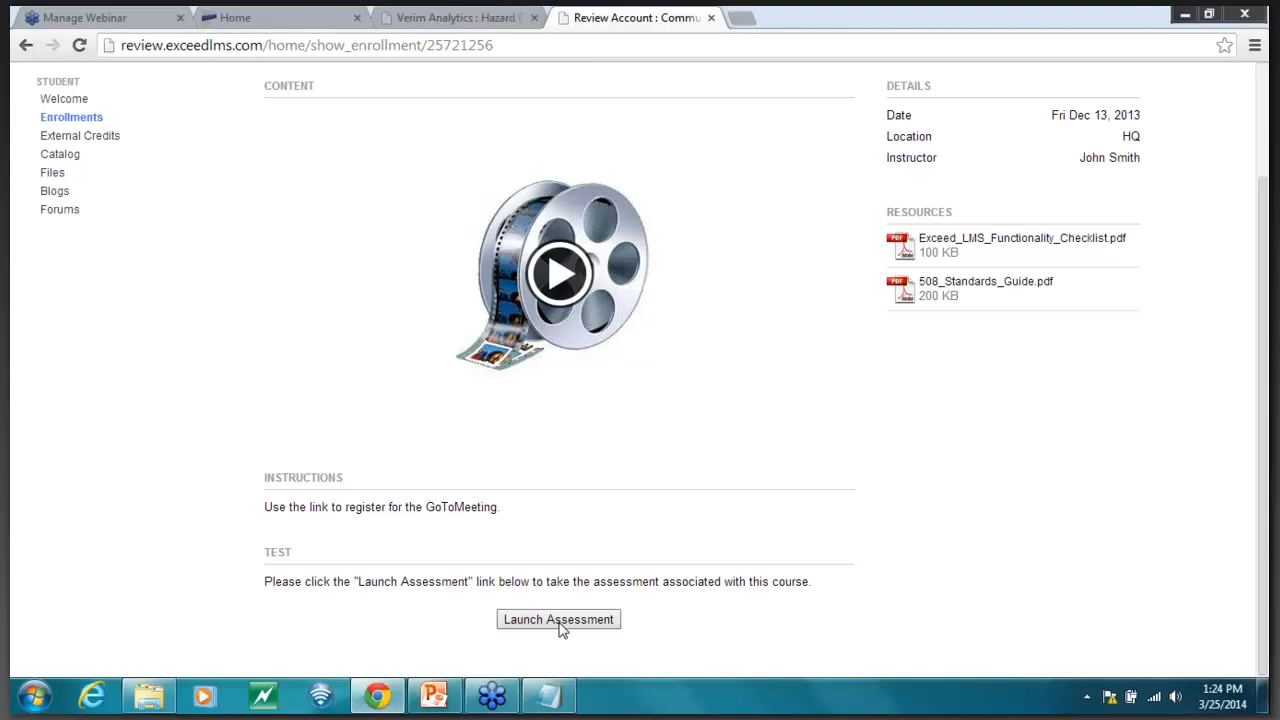 Manage Webinar
Home
Verim Analytics : Hazard
Review Account : Commu
review.exceedlms.com/home/show_enrollment/25721256
STUDENT
Welcome
Enrollments
External Credits
Catalog
Files
Blogs
Forums
CONTENT
INSTRUCTIONS
Use the link to register for the GoToMeeting.
TEST
Please click the "Launch Assessment" link below to take the assessment associated with this course.
Launch Assessment
DETAILS
Date Fri Dec 13, 2013
Location HQ
Instructor John Smith
RESOURCES
PDF Exceed_LMS_Functionality_Checklist.pdf
100 KB
PDF 508_Standards_Guide.pdf
200 KB
1:24 PM
3/25/2014